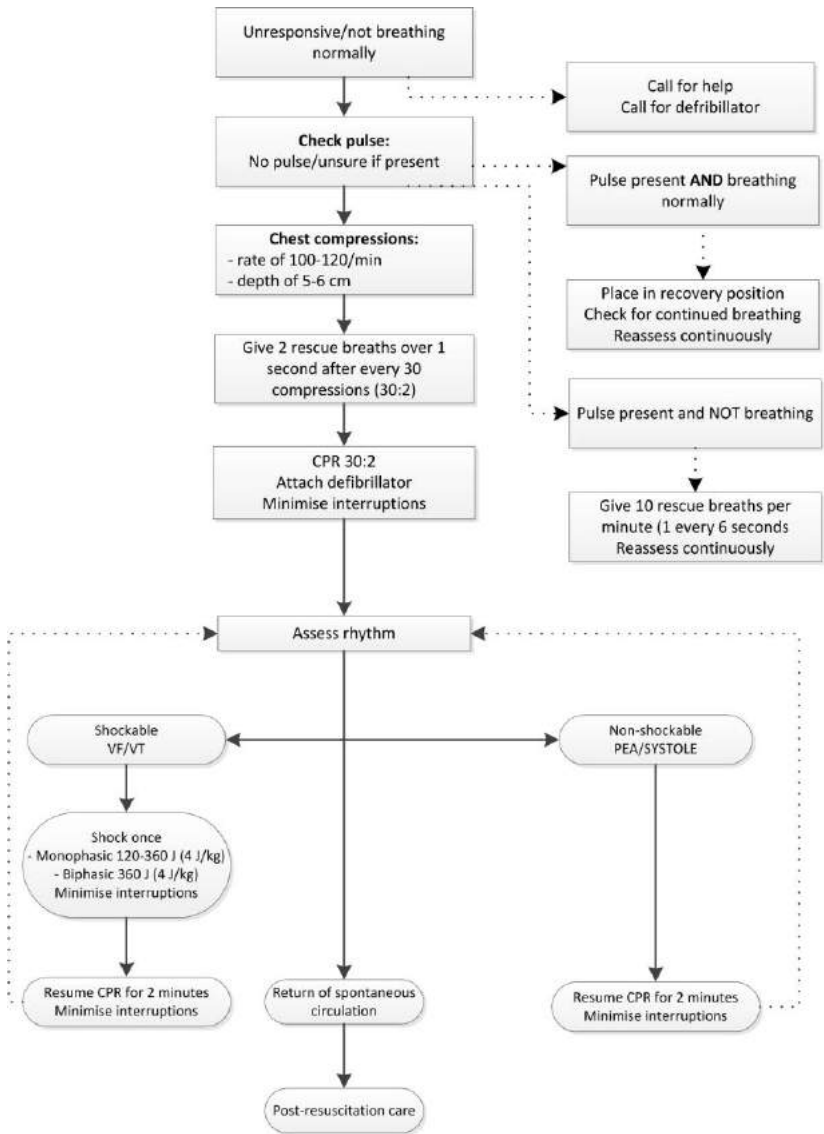 Unresponsive/not breathing
normally
Call for help
Call for defribillator
Check pulse:
No pulse/unsure if present
Pulse present AND breathing
normally
Chest compressions:
- rate of 100-120/min
- depth of 5-6 cm
Place in recovery position
Check for continued breathing
Reassess continuously
Give 2 rescue breaths over 1
second after every 30
compressions (30:2)
Pulse present and NOT breathing
CPR 30:2
Attach defibrillator
Minimise interruptions
Give 10 rescue breaths per
minute (1 every 6 seconds
Reassess continuously
Assess rhythm
Shockable
VF/VT
Non-shockable
PEA/SYSTOLE
Shock once
- Monophasic 120-360 J (4 J/kg)
- Biphasic 360 J (4 J/kg)
Minimise interruptions
Resume CPR for 2 minutes
Minimise interruptions
Return of spontaneous
circulation
Resume CPR for 2 minutes
Minimise interruptions
Post-resuscitation care